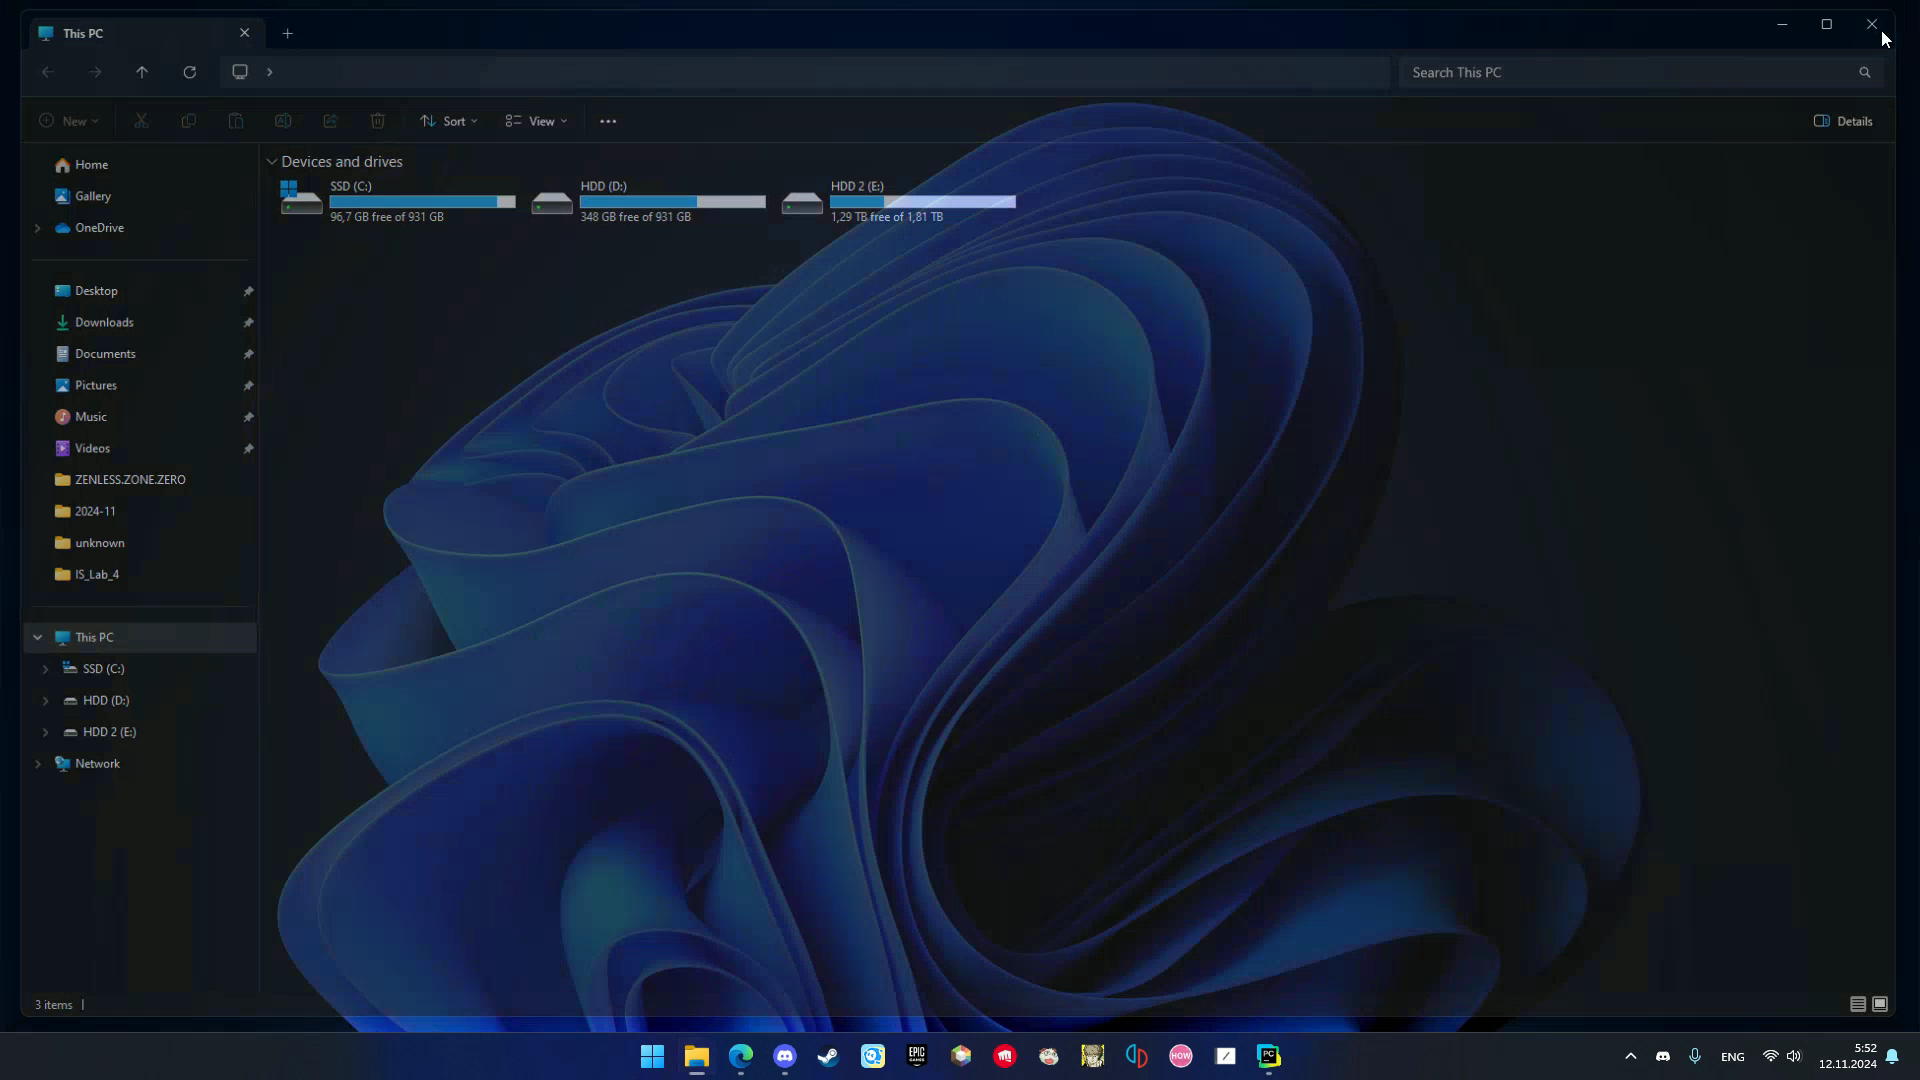 This PC
Search This PC
New
Sort
View
Details
Home
Gallery
OneDrive
Desktop
Downloads
Documents
Pictures
Music
Videos
ZENLESS.ZONE.ZERO
2024-11
unknown
IS_Lab_4
This PC
SSD (C:)
HDD (D:)
HDD 2 (E:)
Network
Devices and drives
SSD (C:)
96,7 GB free of 931 GB
HDD (D:)
348 GB free of 931 GB
HDD 2 (E:)
1,29 TB free of 1,81 TB
3 items
EPIC GAMES
HOW
PC
ENG
5:52
12.11.2024